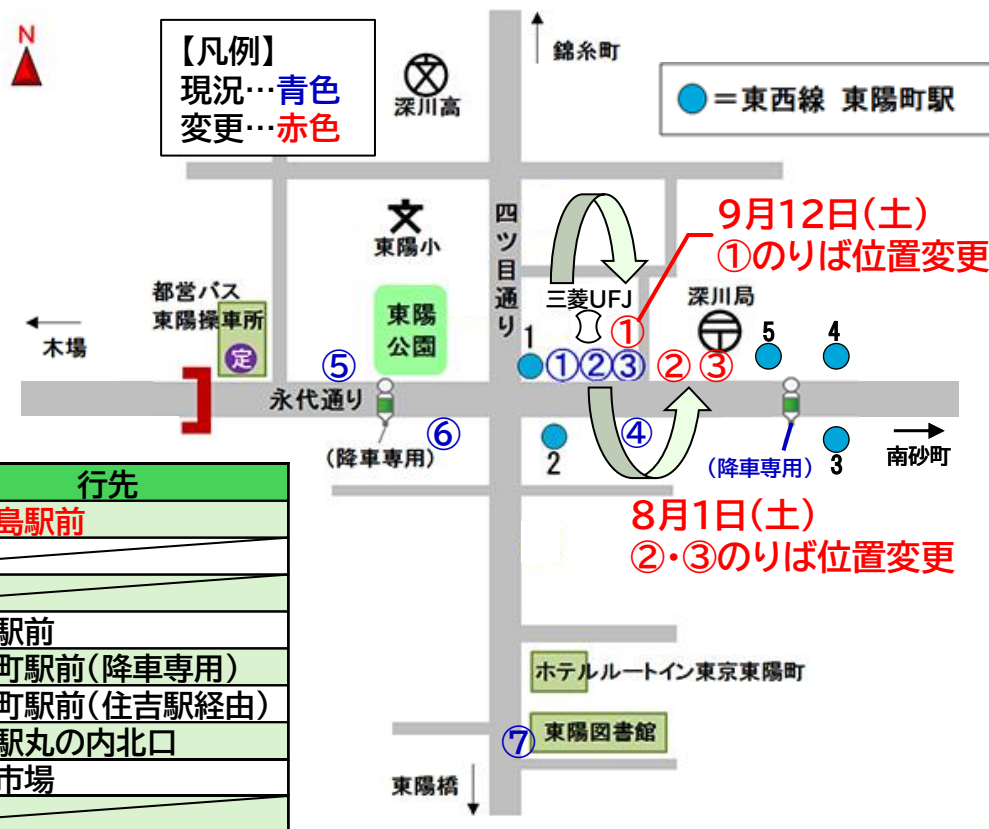 N
【凡例】
現況…青色
変更…赤色
深川高
錦糸町
＝東西線 東陽町駅
東陽小
四ツ目通り
9月12日(土)
①のりば位置変更
都営バス
東陽操車所
定
木場
東陽
公園
三菱UFJ
深川局
1
①
①②③
②③
5
4
⑤
永代通り
⑥
(降車専用)
2
④
(降車専用)
3
南砂町
8月1日(土)
②・③のりば位置変更
行先
島駅前
駅前
町駅前(降車専用)
町駅前(住吉駅経由)
駅丸の内北口
市場
ホテルルートイン東京東陽町
⑦
東陽図書館
東陽橋